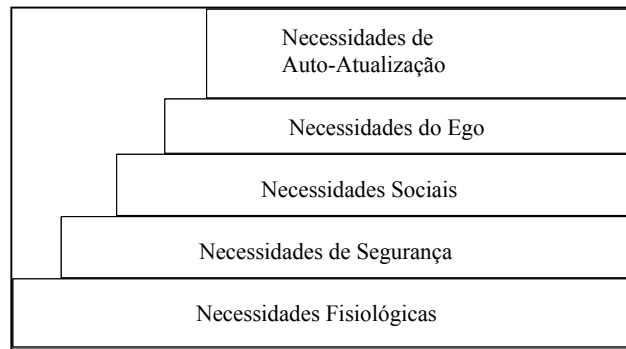 Necessidades de
Auto-Atualização
Necessidades do Ego
Necessidades Sociais
Necessidades de Segurança
Necessidades Fisiológicas